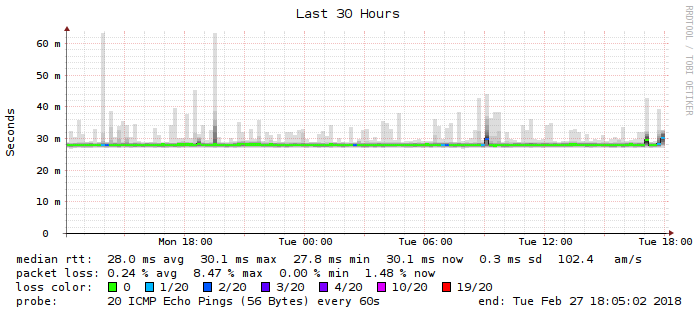 Last 30 Hours
RRDTOOL / TOBI OETIKER
Seconds
60 m
50 m
40 m
30 m
20 m
10 m
0
Mon 18:00 Tue 00:00 Tue 06:00 Tue 12:00 Tue 18:00
median rtt: 28.0 ms avg 30.1 ms max 27.8 ms min 30.1 ms now 0.3 ms sd 102.4 am/s
packet loss: 0.24 % avg 8.47 % max 0.00 % min 1.48 % now
loss color: 0 1/20 2/20 3/20 4/20 10/20 19/20
probe: 20 ICMP Echo Pings (56 Bytes) every 60s end: Tue Feb 27 18:05:02 2018